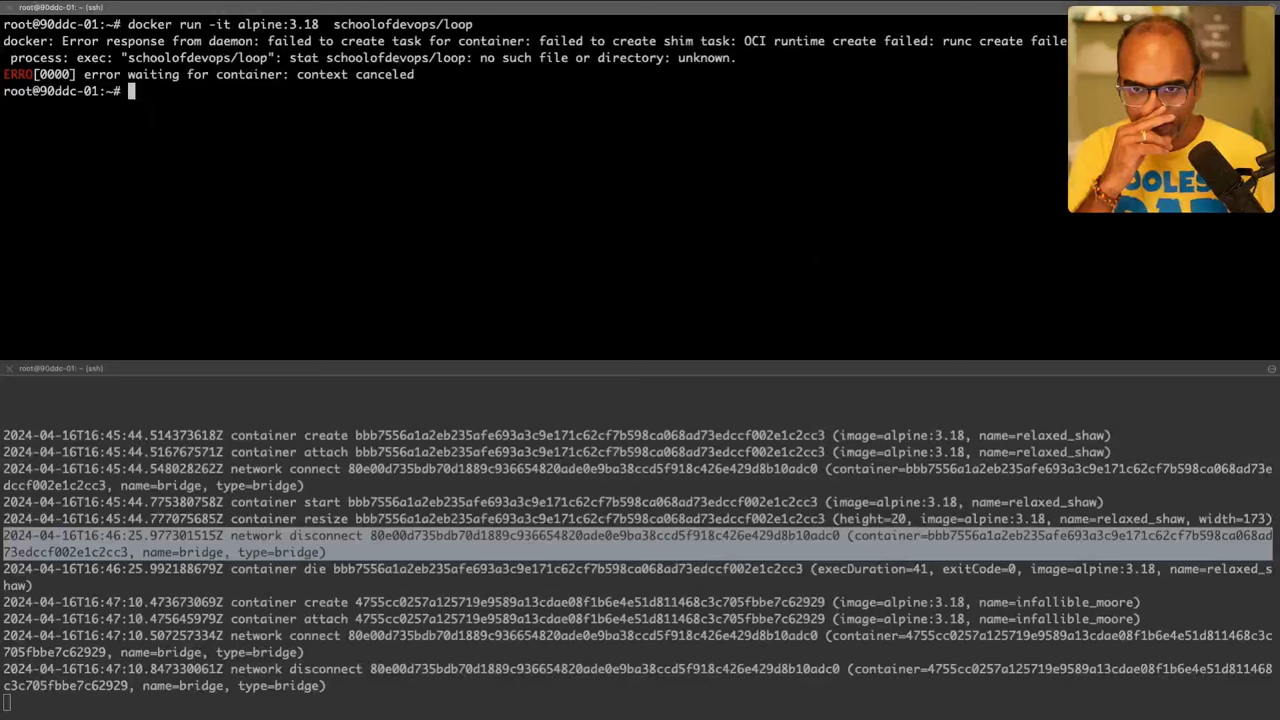 root@90ddc-01: ~ (ssh)
root@90ddc-01:~# docker run -it alpine:3.18  schoolofdevops/loop
docker: Error response from daemon: failed to create task for container: failed to create shim task: OCI runtime create failed: runc create faile
 process: exec: "schoolofdevops/loop": stat schoolofdevops/loop: no such file or directory: unknown.
ERRO[0000] error waiting for container: context canceled
root@90ddc-01:~#
OOLES
DAD
root@90ddc-01: ~ (ssh)
2024-04-16T16:45:44.514373618Z container create bbb7556a1a2eb235afe693a3c9e171c62cf7b598ca068ad73edccf002e1c2cc3 (image=alpine:3.18, name=relaxed_shaw)
2024-04-16T16:45:44.516767571Z container attach bbb7556a1a2eb235afe693a3c9e171c62cf7b598ca068ad73edccf002e1c2cc3 (image=alpine:3.18, name=relaxed_shaw)
2024-04-16T16:45:44.548028262Z network connect 80e00d735bdb70d1889c936654820ade0e9ba38ccd5f918c426e429d8b10adc0 (container=bbb7556a1a2eb235afe693a3c9e171c62cf7b598ca068ad73e
dccf002e1c2cc3, name=bridge, type=bridge)
2024-04-16T16:45:44.775380758Z container start bbb7556a1a2eb235afe693a3c9e171c62cf7b598ca068ad73edccf002e1c2cc3 (image=alpine:3.18, name=relaxed_shaw)
2024-04-16T16:45:44.777075685Z container resize bbb7556a1a2eb235afe693a3c9e171c62cf7b598ca068ad73edccf002e1c2cc3 (height=20, image=alpine:3.18, name=relaxed_shaw, width=173)
2024-04-16T16:46:25.977301515Z network disconnect 80e00d735bdb70d1889c936654820ade0e9ba38ccd5f918c426e429d8b10adc0 (container=bbb7556a1a2eb235afe693a3c9e171c62cf7b598ca068ad
73edccf002e1c2cc3, name=bridge, type=bridge)
2024-04-16T16:46:25.992188679Z container die bbb7556a1a2eb235afe693a3c9e171c62cf7b598ca068ad73edccf002e1c2cc3 (execDuration=41, exitCode=0, image=alpine:3.18, name=relaxed_s
haw)
2024-04-16T16:47:10.473673069Z container create 4755cc0257a125719e9589a13cdae08f1b6e4e51d811468c3c705fbbe7c62929 (image=alpine:3.18, name=infallible_moore)
2024-04-16T16:47:10.475645979Z container attach 4755cc0257a125719e9589a13cdae08f1b6e4e51d811468c3c705fbbe7c62929 (image=alpine:3.18, name=infallible_moore)
2024-04-16T16:47:10.507257334Z network connect 80e00d735bdb70d1889c936654820ade0e9ba38ccd5f918c426e429d8b10adc0 (container=4755cc0257a125719e9589a13cdae08f1b6e4e51d811468c3c
705fbbe7c62929, name=bridge, type=bridge)
2024-04-16T16:47:10.847330061Z network disconnect 80e00d735bdb70d1889c936654820ade0e9ba38ccd5f918c426e429d8b10adc0 (container=4755cc0257a125719e9589a13cdae08f1b6e4e51d811468
c3c705fbbe7c62929, name=bridge, type=bridge)